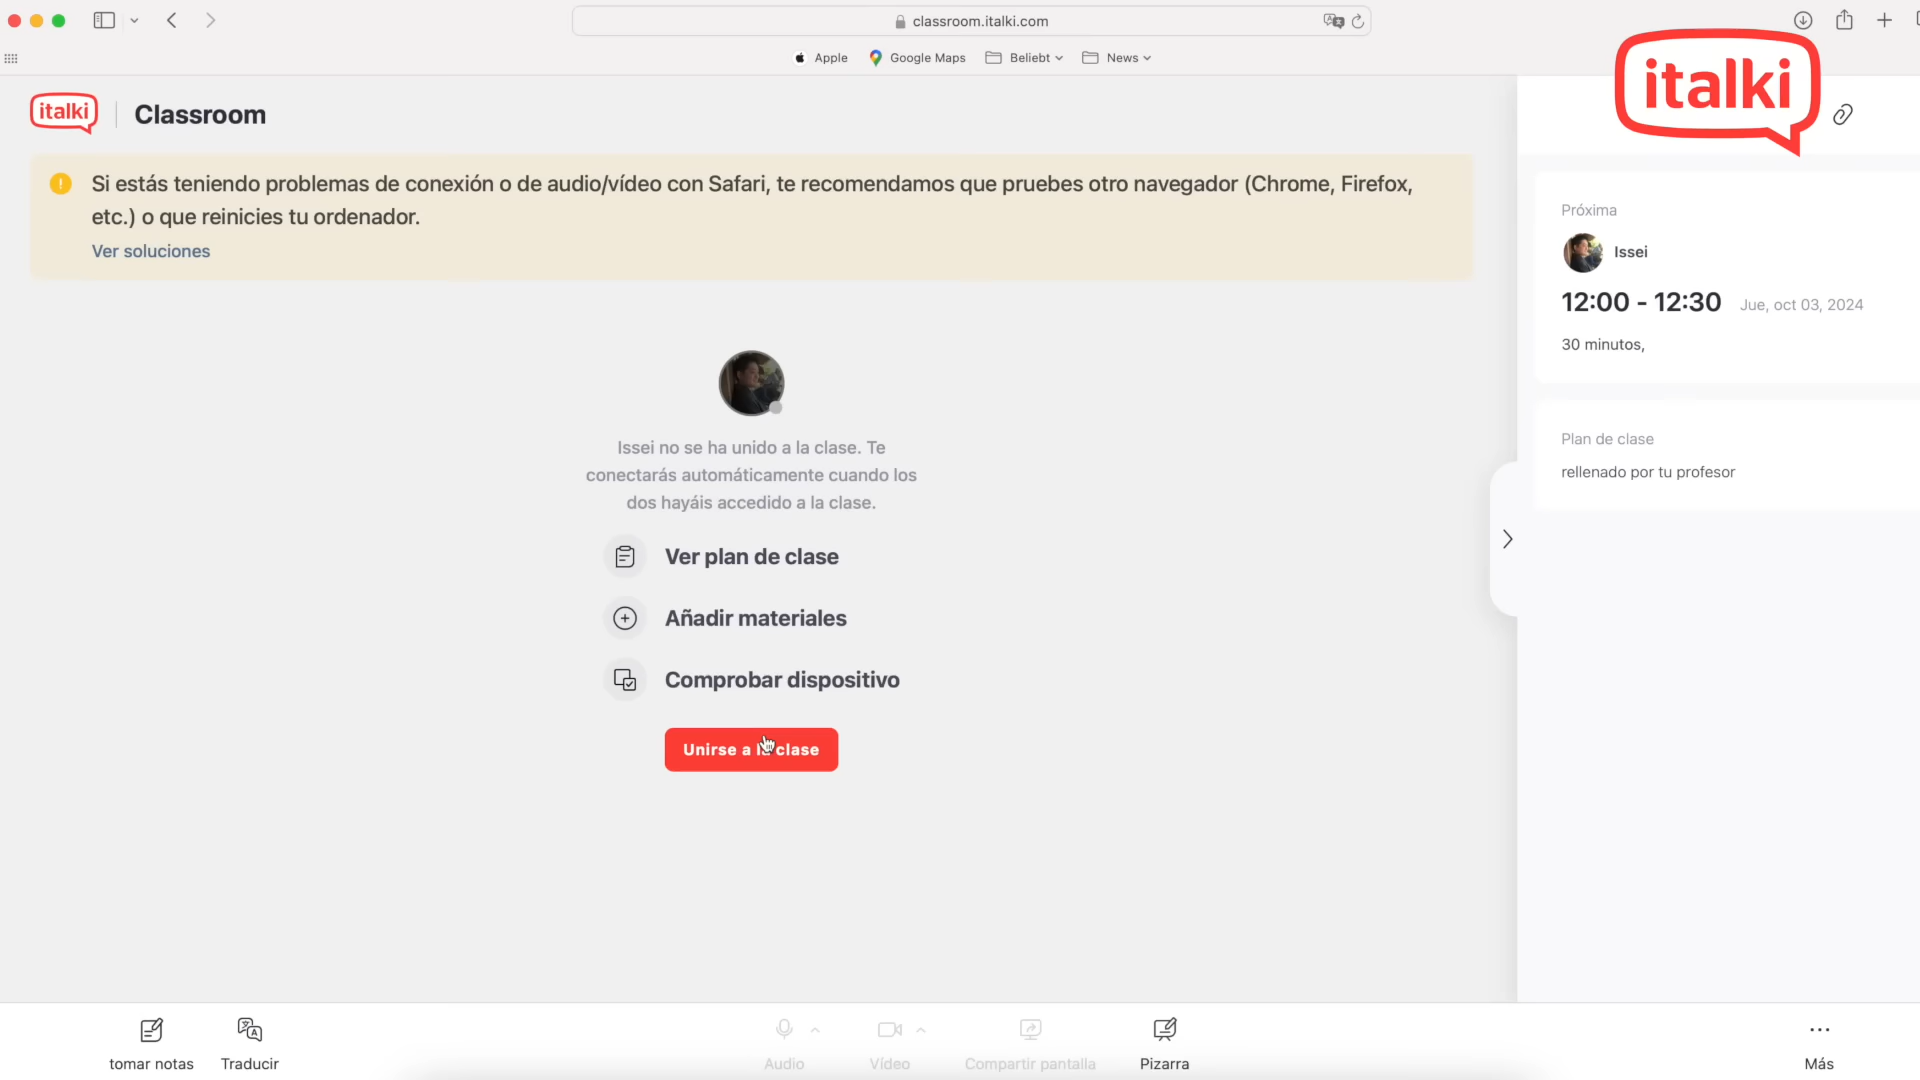 classroom.italki.com
Apple
Google Maps
Beliebt
News
italki
italki
Classroom
Si estás teniendo problemas de conexión o de audio/vídeo con Safari, te recomendamos que pruebes otro navegador (Chrome, Firefox,
etc.) o que reinicies tu ordenador.
Ver soluciones
Próxima
Issei
12:00 - 12:30 Jue, oct 03, 2024
30 minutos,
Plan de clase
rellenado por tu profesor
Issei no se ha unido a la clase. Te
conectarás automáticamente cuando los
dos hayáis accedido a la clase.
Ver plan de clase
Añadir materiales
Comprobar dispositivo
Unirse a la clase
tomar notas
Traducir
Audio
Vídeo
Compartir pantalla
Pizarra
Más